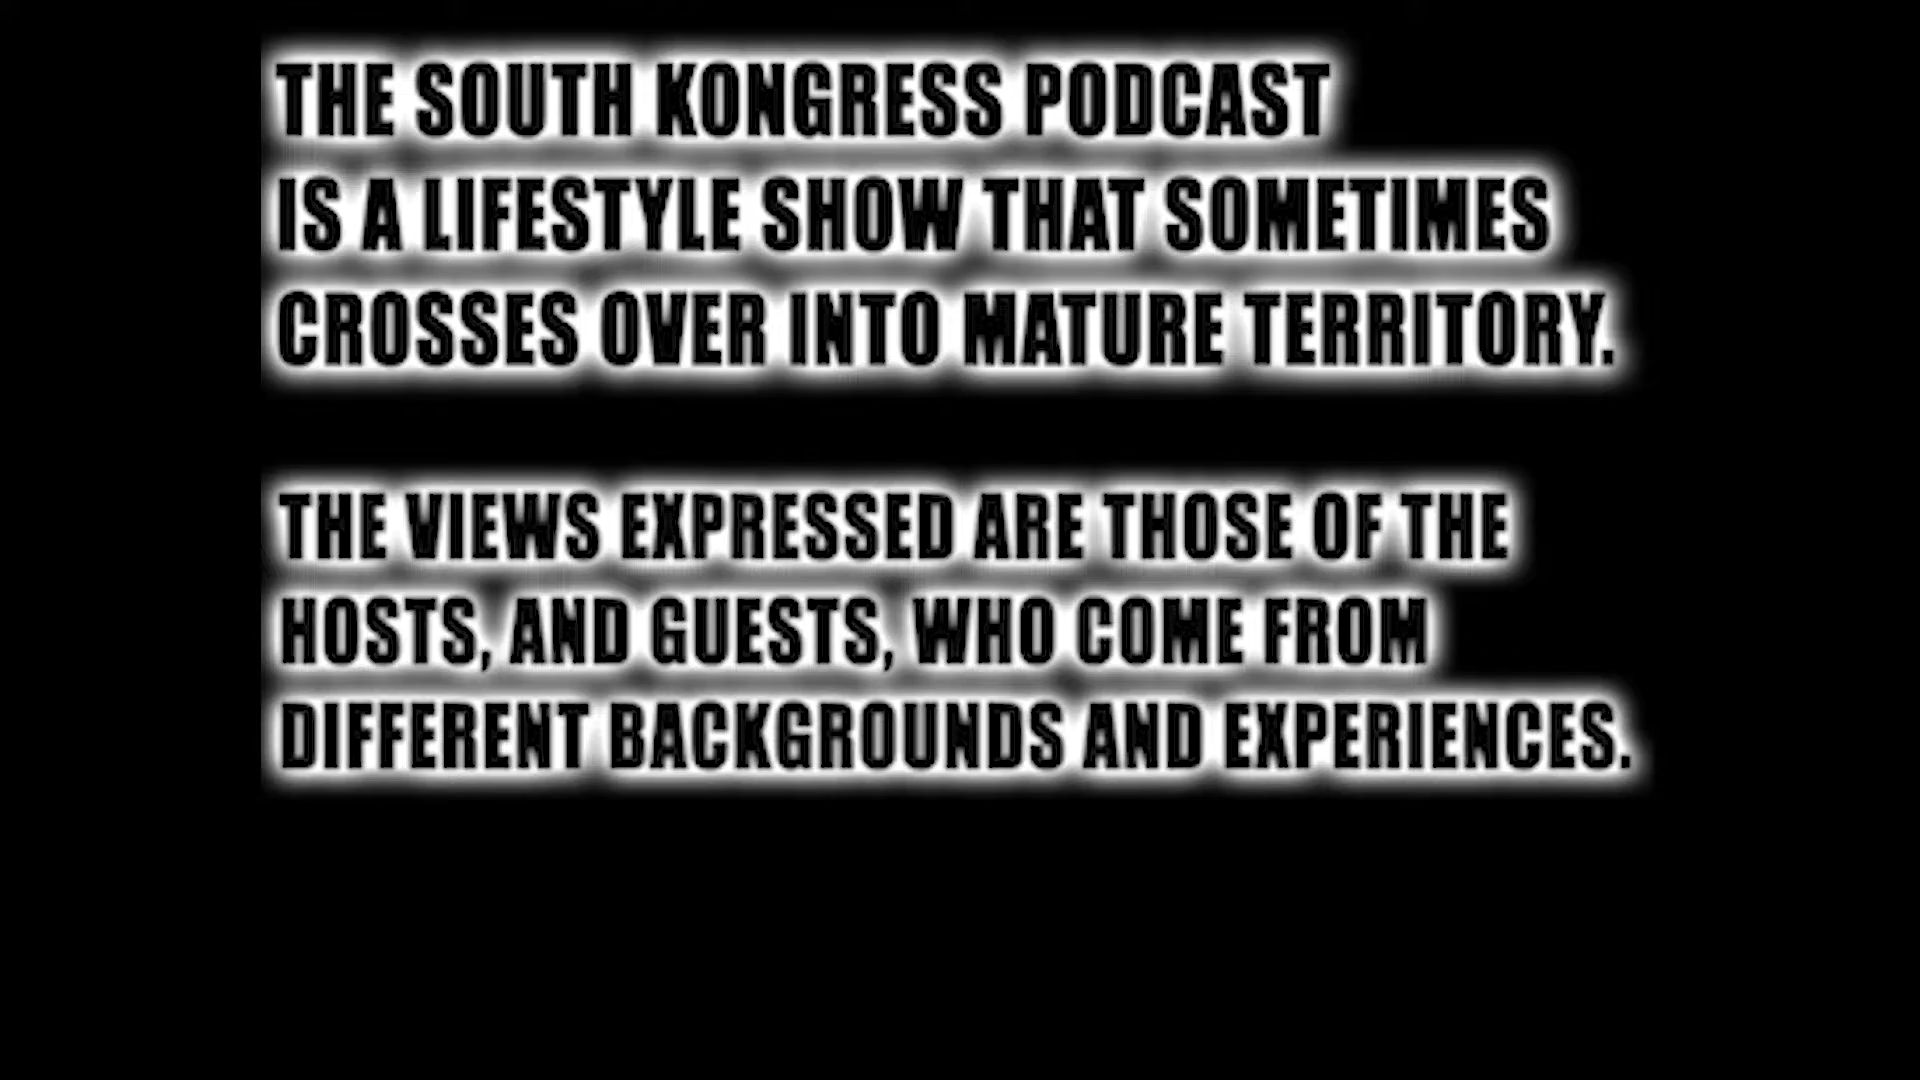 THE SOUTH KONGRESS PODCAST
IS A LIFESTYLE SHOW THAT SOMETIMES
CROSSES OVER INTO MATURE TERRITORY.
THE VIEWS EXPRESSED ARE THOSE OF THE
HOSTS, AND GUESTS, WHO COME FROM
DIFFERENT BACKGROUNDS AND EXPERIENCES.